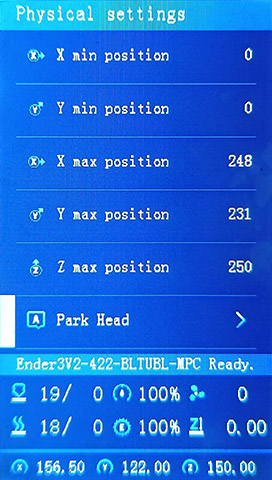 Physical settings
X min position 0
Y min position 0
X max position 248
Y max position 231
Z max position 250
A Park Head
Ender3V2-422-BLTUBL-MPC Ready.
19/ 0 100% 0
18/ 0 E 100% Z 0.00
X 156.50 Y 122.00 Z 150.00